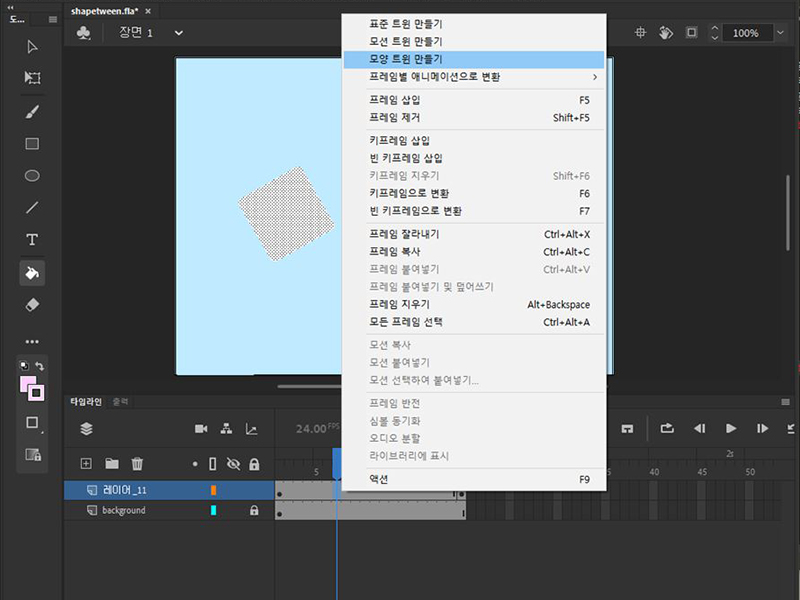 도...
shapetween.fla* ×
장면 1
100%
표준 트윈 만들기
모션 트윈 만들기
모양 트윈 만들기
프레임별 애니메이션으로 변환
프레임 삽입 F5
프레임 제거 Shift+F5
키프레임 삽입
빈 키프레임 삽입
키프레임 지우기 Shift+F6
키프레임으로 변환 F6
빈 키프레임으로 변환 F7
프레임 잘라내기 Ctrl+Alt+X
프레임 복사 Ctrl+Alt+C
프레임 붙여넣기 Ctrl+Alt+V
프레임 붙여넣기 및 덮어쓰기
프레임 지우기 Alt+Backspace
모든 프레임 선택 Ctrl+Alt+A
모션 복사
모션 붙여넣기
모션 선택하여 붙여넣기...
프레임 반전
심볼 동기화
오디오 분할
라이브러리에 표시
액션 F9
타임라인 출력
24.00 FPS
2s
5 40 45 50
레이어_11
background